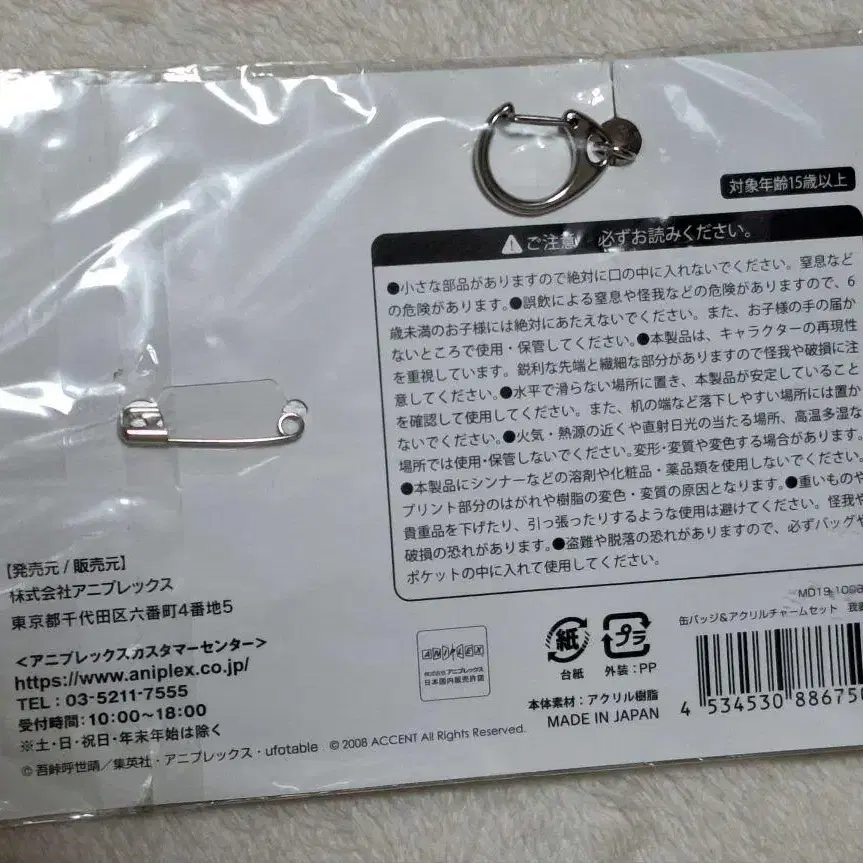 対象年齢15歳以上
ご注意 必ずお読みください。
●小さな部品がありますので絶対に口の中に入れないでください。窒息など
の危険があります。●誤飲による窒息や怪我などの危険がありますので、6
歳未満のお子様には絶対にあたえないでください。また、お子様の手の届か
ないところで使用・保管してください。●本製品は、キャラクターの再現性
を重視しています。鋭利な先端と繊細な部分がありますので怪我や破損に注
意してください。●水平で滑らない場所に置き、本製品が安定していること
を確認して使用してください。また、机の端など落下しやすい場所には置か
ないでください。●火気・熱源の近くや直射日光の当たる場所、高温多湿な
場所では使用・保管しないでください。変形・変質や変色する場合があります。
●本製品にシンナーなどの溶剤や化粧品・薬品類を使用しないでください。
プリント部分のはがれや樹脂の変色・変質の原因となります。●重いものや
貴重品を下げたり、引っ張ったりするような使用は避けてください。怪我や
破損の恐れがあります。●盗難や脱落の恐れがありますので、必ずバッグや
ポケットの中に入れて使用してください。
【発売元/販売元】
株式会社アニプレックス
東京都千代田区六番町4番地5
<アニプレックスカスタマーセンター>
https://www.aniplex.co.jp/
TEL:03-5211-7555
受付時間:10:00〜18:00
※土・日・祝日・年末年始は除く
©吾峠呼世晴/集英社・アニプレックス・ufotable ©2008 ACCENT All Rights Reserved.
ANIPLEX
株式会社アニプレックス
日本国内販売許諾
紙
台紙
プラ
外装:PP
本体素材:アクリル樹脂
MADE IN JAPAN
MD19
缶バッジ&アクリルチャームセット
4 534530 886750